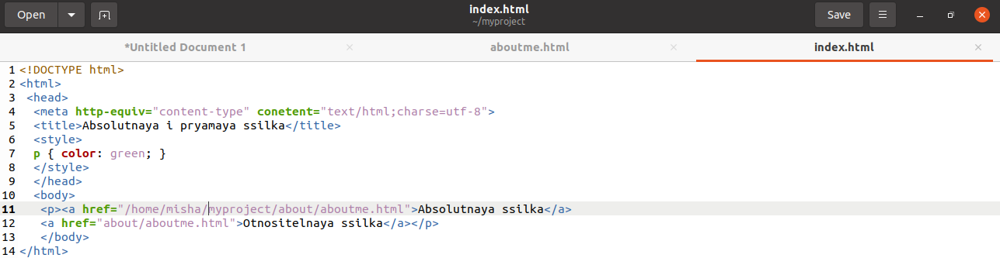 Open
index.html
~/myproject
Save
*Untitled Document 1
aboutme.html
index.html
1 <!DOCTYPE html>
2 <html>
3  <head>
4   <meta http-equiv="content-type" conetent="text/html;charse=utf-8">
5   <title>Absolutnaya i pryamaya ssilka</title>
6   <style>
7   p { color: green; }
8   </style>
9   </head>
10   <body>
11    <p><a href="/home/misha/myproject/about/aboutme.html">Absolutnaya ssilka</a>
12    <a href="about/aboutme.html">Otnositelnaya ssilka</a></p>
13    </body>
14 </html>